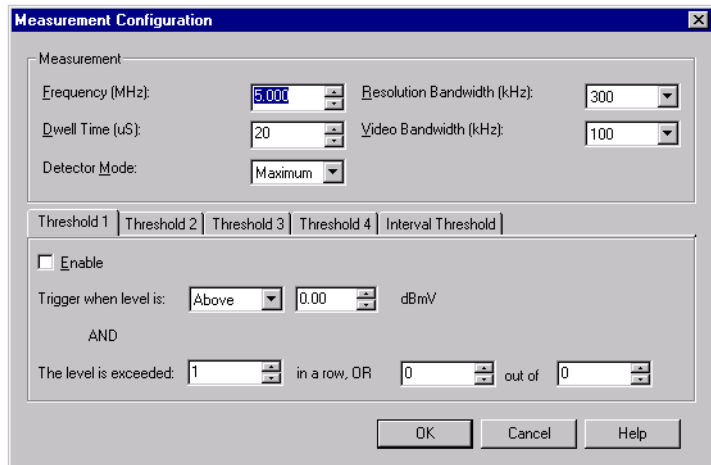 Measurement Configuration
Measurement
Frequency (MHz): 5.000 Resolution Bandwidth (kHz): 300
Dwell Time (uS): 20 Video Bandwidth (kHz): 100
Detector Mode: Maximum
Threshold 1 Threshold 2 Threshold 3 Threshold 4 Interval Threshold
Enable
Trigger when level is: Above 0.00 dBmV
AND
The level is exceeded: 1 in a row, OR 0 out of 0
OK Cancel Help